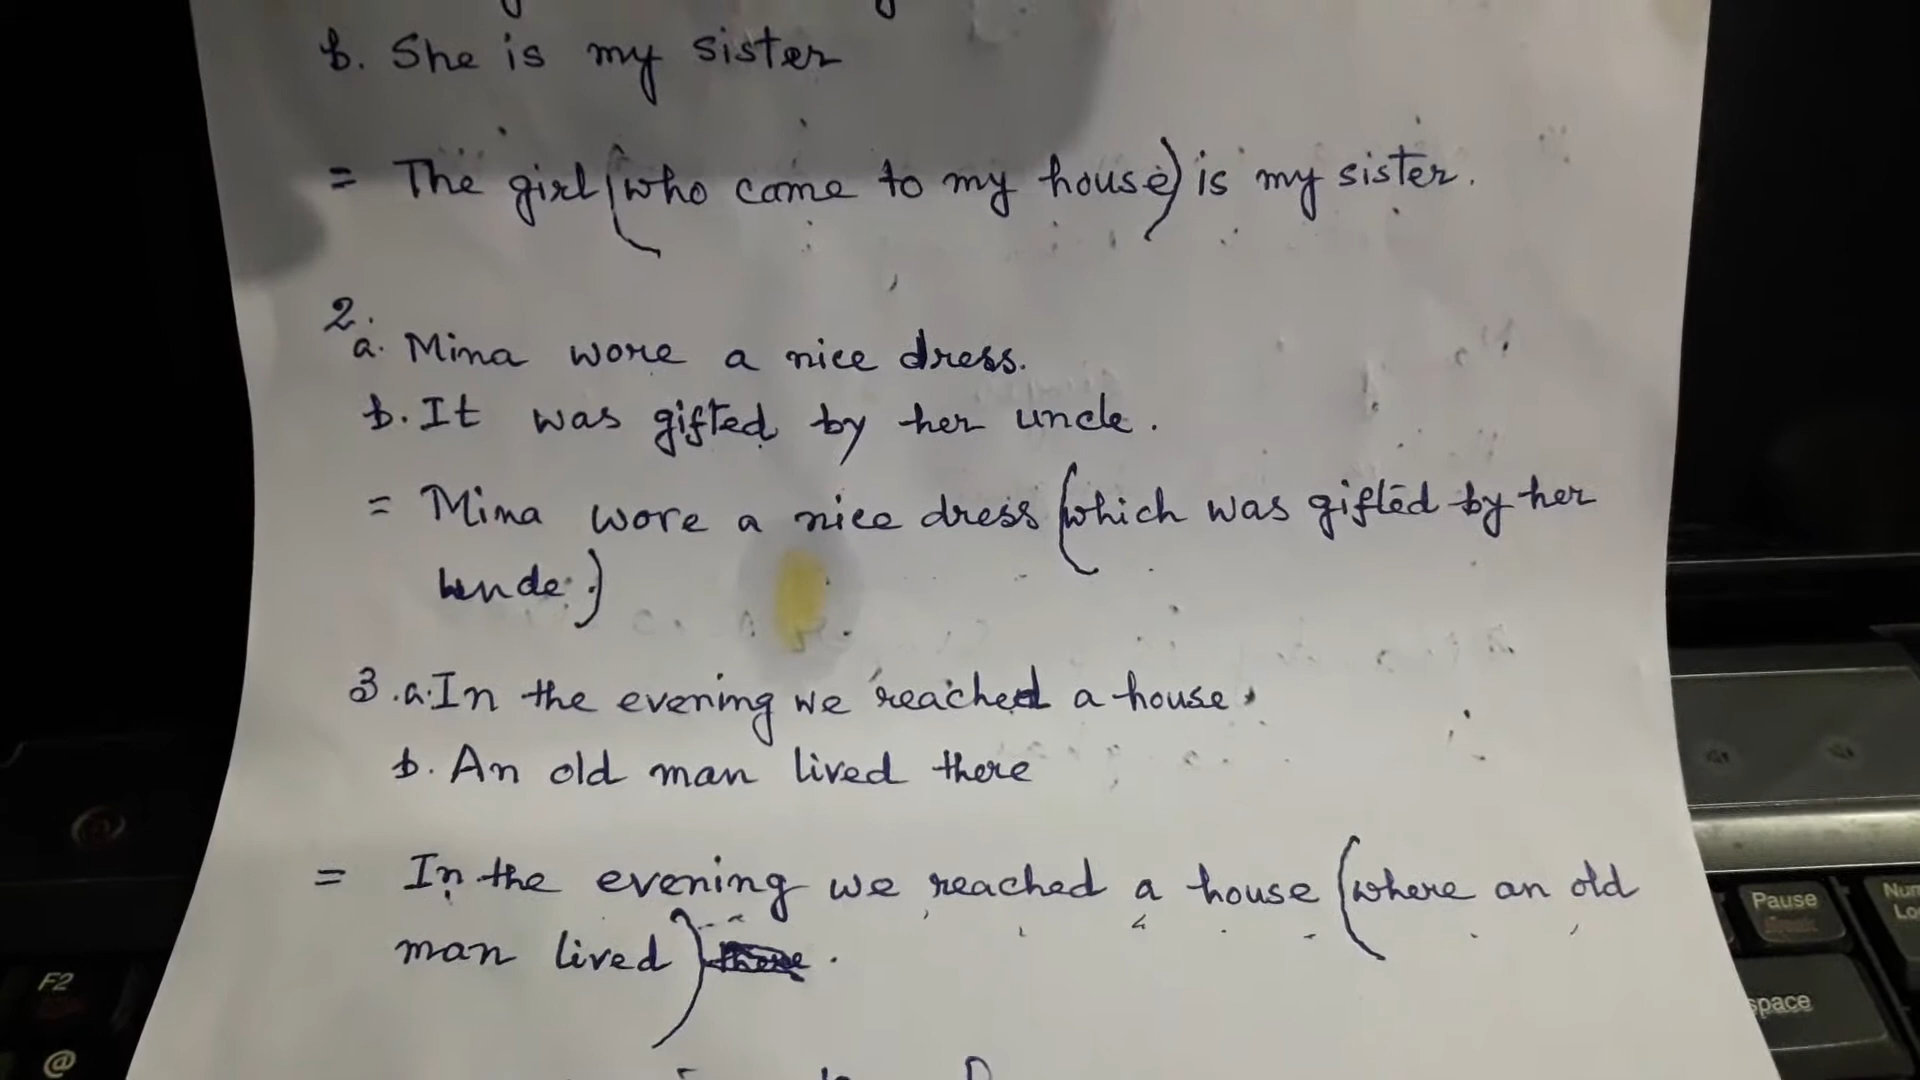 b. She is my sister
= The girl (who came to my house) is my sister.
2.
a. Mina wore a nice dress.
b. It was gifted by her uncle.
= Mina wore a nice dress (which was gifted by her
uncle.)
3.a. In the evening we reached a house.
b. An old man lived there
= In the evening we reached a house (where an old
man lived) there.
Pause
Num
Loc
F2
space
@